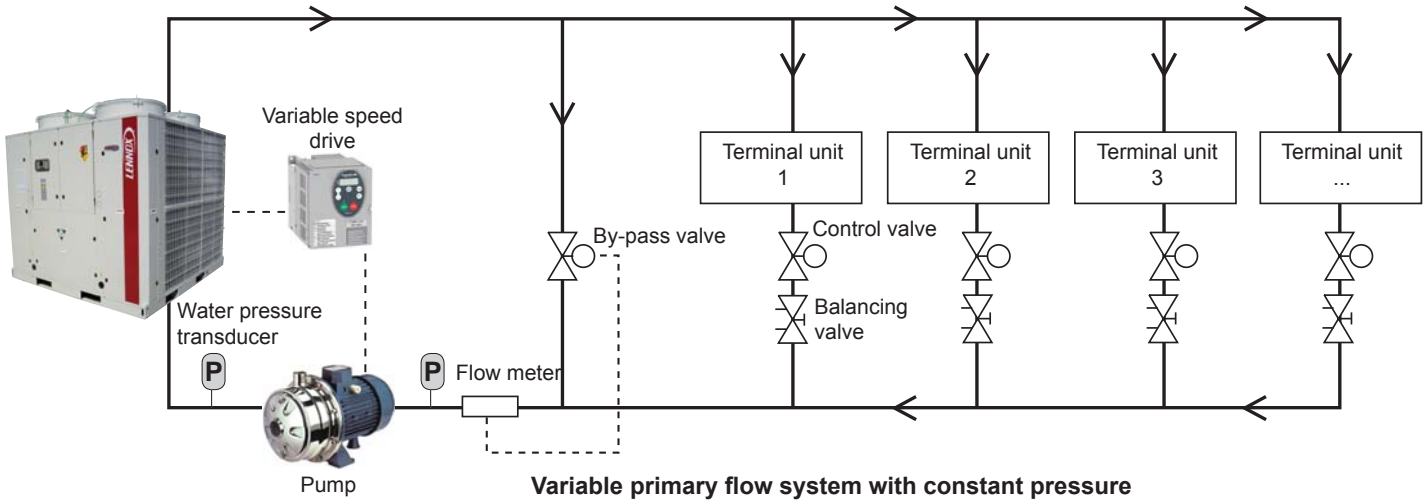 LENNOX
Variable speed
drive
Terminal unit
1
Terminal unit
2
Terminal unit
3
Terminal unit
...
By-pass valve
Control valve
Water pressure
transducer
Balancing
valve
P
P
Flow meter
Pump
Variable primary flow system with constant pressure